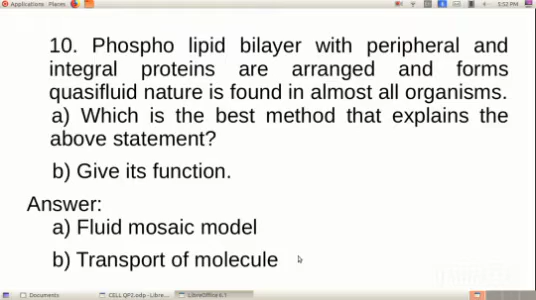 Applications Places
5:52 PM
10. Phospho lipid bilayer with peripheral and
integral proteins are arranged and forms
quasifluid nature is found in almost all organisms.
a) Which is the best method that explains the
above statement?
b) Give its function.
Answer:
a) Fluid mosaic model
b) Transport of molecule
Documents
CELL QP2.odp - Libre...
LibreOffice 6.1